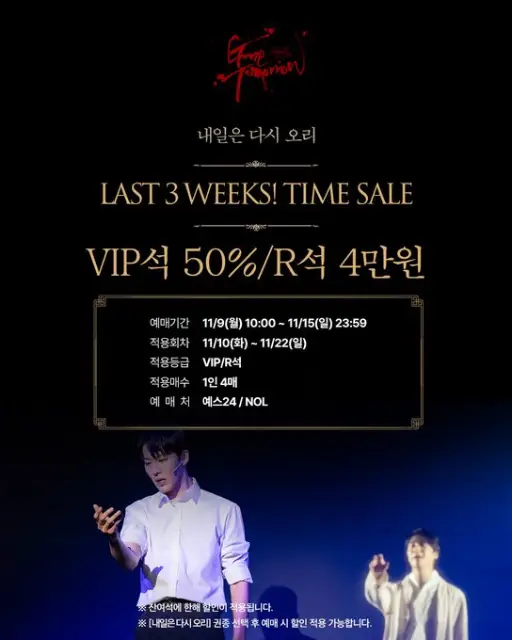 Tomorrow
내일은 다시 오리
LAST 3 WEEKS! TIME SALE
VIP석 50%/R석 4만원
예매기간 11/9(월) 10:00 ~ 11/15(일) 23:59
적용회차 11/10(화) ~ 11/22(일)
적용등급 VIP/R석
적용매수 1인 4매
예 매 처 예스24 / NOL
※ 잔여석에 한해 할인이 적용됩니다.
※ [내일은 다시 오리] 권종 선택 후 예매 시 할인 적용 가능합니다.